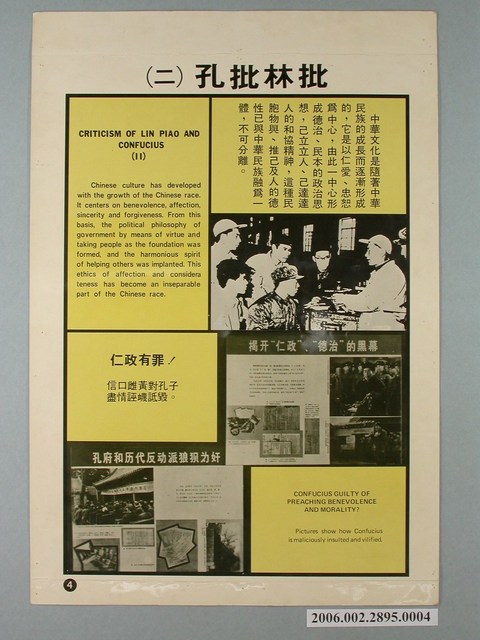 （二）孔批林批
CRITICISM OF LIN PIAO AND
CONFUCIUS
(II)
Chinese culture has developed
with the growth of the Chinese race.
It centers on benevolence, affection,
sincerity and forgiveness. From this
basis, the political philosophy of
government by means of virtue and
taking people as the foundation was
formed, and the harmonious spirit
of helping others was implanted. This
ethics of affection and considera
teness has become an inseparable
part of the Chinese race.
中華文化是隨著中華
民族的成長而逐漸形成
的，它是以仁愛、忠恕
爲中心，由此一中心形
成德治、民本的政治思
想，己立立人、己達達
人的和協精神，這種民
胞物與、推己及人的德
性已與中華民族融爲一
體，不可分離。
仁政有罪！
信口雌黃對孔子
盡情誣衊詆毀。
揭开“仁政”、“德治”的黑幕
孔府和历代反动派狼狈为奸
CONFUCIUS GUILTY OF
PREACHING BENEVOLENCE
AND MORALITY?
Pictures show how Confucius
is maliciously insulted and vilified.
4
2006.002.2895.0004